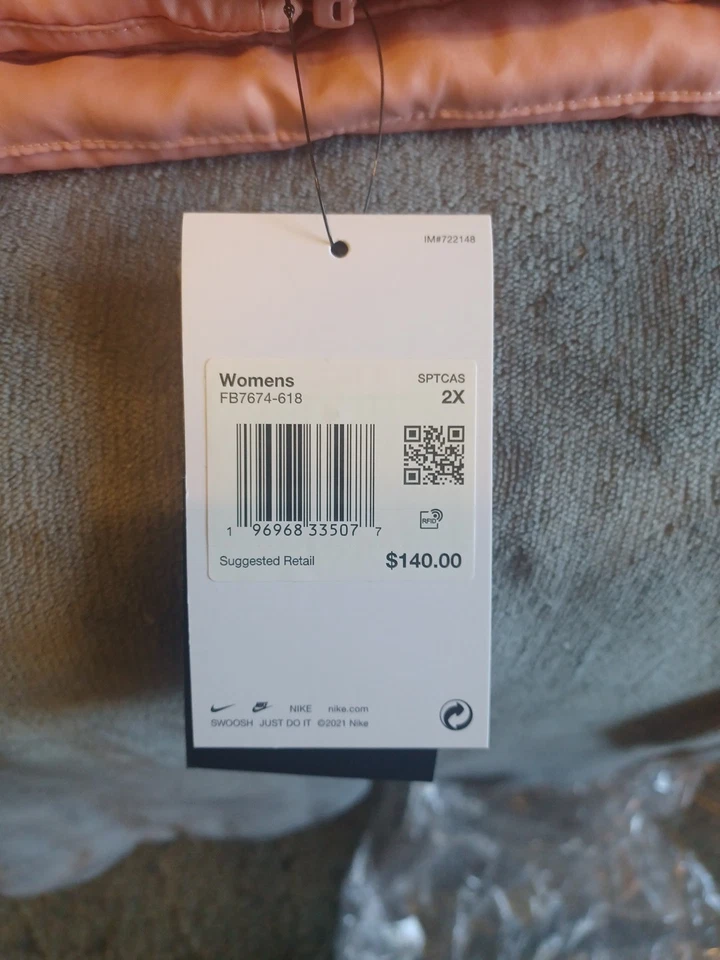 IM#722148
Womens SPTCAS
FB7674-618 2X
RFID
1 96968 33507 7
Suggested Retail $140.00
NIKE nike.com
SWOOSH JUST DO IT ©2021 Nike